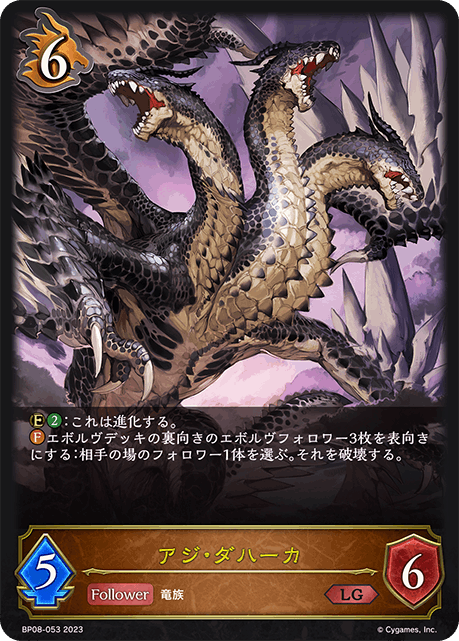 6
E 2:これは進化する。
F エボルヴデッキの裏向きのエボルヴフォロワー3枚を表向き
にする:相手の場のフォロワー1体を選ぶ。それを破壊する。
アジ・ダハーカ
5
Follower 竜族
LG
6
BP08-053 2023
© Cygames, Inc.